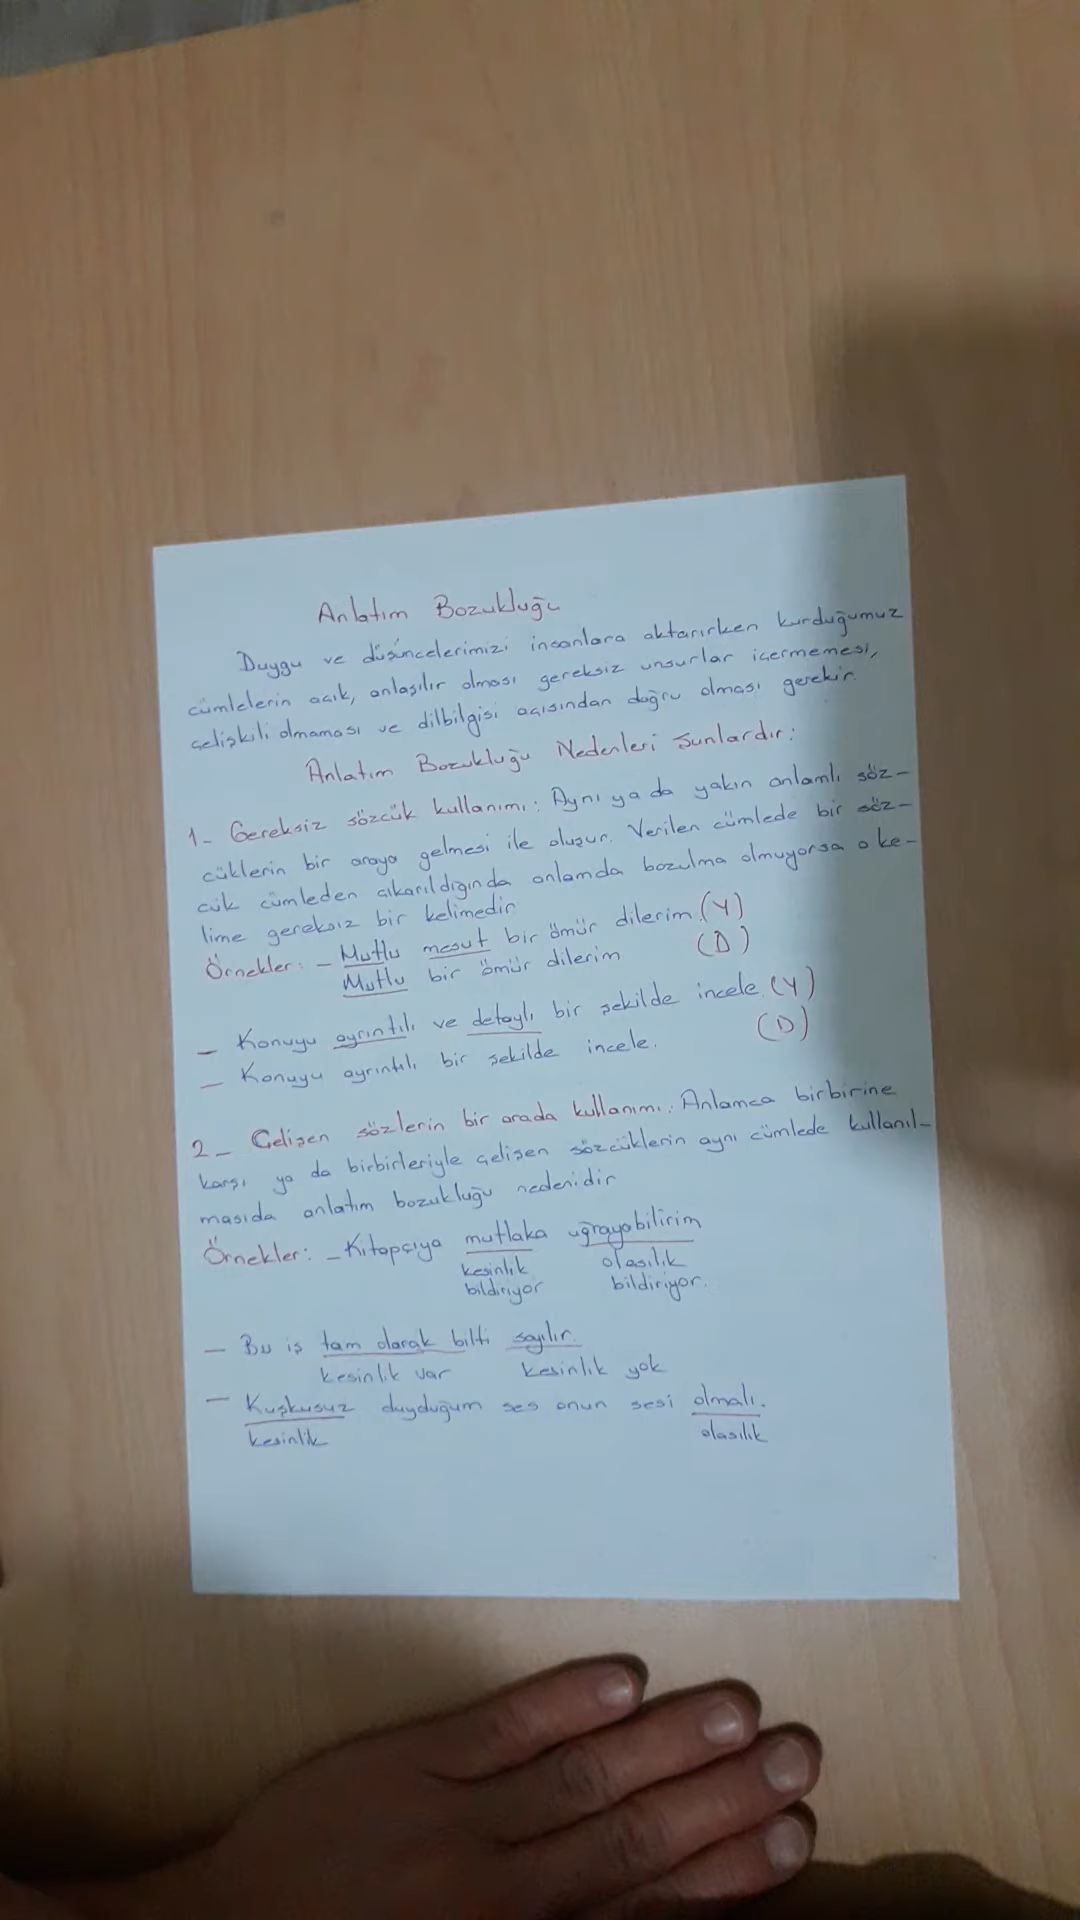 Anlatım Bozukluğu
Duygu ve düşüncelerimizi insanlara aktarırken kurduğumuz
cümlelerin açık, anlaşılır olması gereksiz unsurlar içermemesi,
çelişkili olmaması ve dilbilgisi açısından doğru olması gerekir.
Anlatım Bozukluğu Nedenleri Şunlardır:
1- Gereksiz sözcük kullanımı: Aynı ya da yakın anlamlı söz-
cüklerin bir araya gelmesi ile oluşur. Verilen cümlede bir söz-
cük cümleden çıkarıldığında anlamda bozulma olmuyorsa o ke-
lime gereksiz bir kelimedir
Örnekler: - Mutlu mesut bir ömür dilerim (Y)
Mutlu bir ömür dilerim (D)
- Konuyu ayrıntılı ve detaylı bir şekilde incele (Y)
- Konuyu ayrıntılı bir şekilde incele. (D)
2- Çelişen sözlerin bir arada kullanımı: Anlamca birbirine
karşı ya da birbirleriyle çelişen sözcüklerin aynı cümlede kullanıl-
masıda anlatım bozukluğu nedenidir
Örnekler: - Kitapçıya mutlaka uğrayabilirim
kesinlik olasılık
bildiriyor bildiriyor.
- Bu iş tam olarak bitti sayılır.
kesinlik var kesinlik yok
- Kuşkusuz duyduğum ses onun sesi olmalı.
kesinlik olasılık